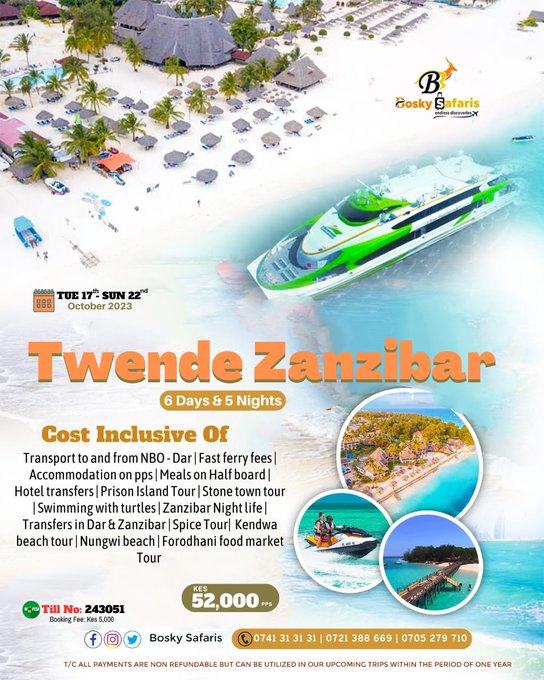 B
Bosky Safaris
endless discoveries
TUE 17th- SUN 22nd
October 2023
Twende Zanzibar
6 Days & 5 Nights
Cost Inclusive Of
Transport to and from NBO - Dar | Fast ferry fees |
Accommodation on pps | Meals on Half board |
Hotel transfers | Prison Island Tour | Stone town tour
| Swimming with turtles | Zanzibar Night life |
Transfers in Dar & Zanzibar | Spice Tour | Kendwa
beach tour | Nungwi beach | Forodhani food market
Tour
KES
52,000 PPS
Till No: 243051
Booking Fee: Kes 5,000
Bosky Safaris
0741 31 31 31 | 0721 388 669 | 0705 279 710
T/C ALL PAYMENTS ARE NON REFUNDABLE BUT CAN BE UTILIZED IN OUR UPCOMING TRIPS WITHIN THE PERIOD OF ONE YEAR